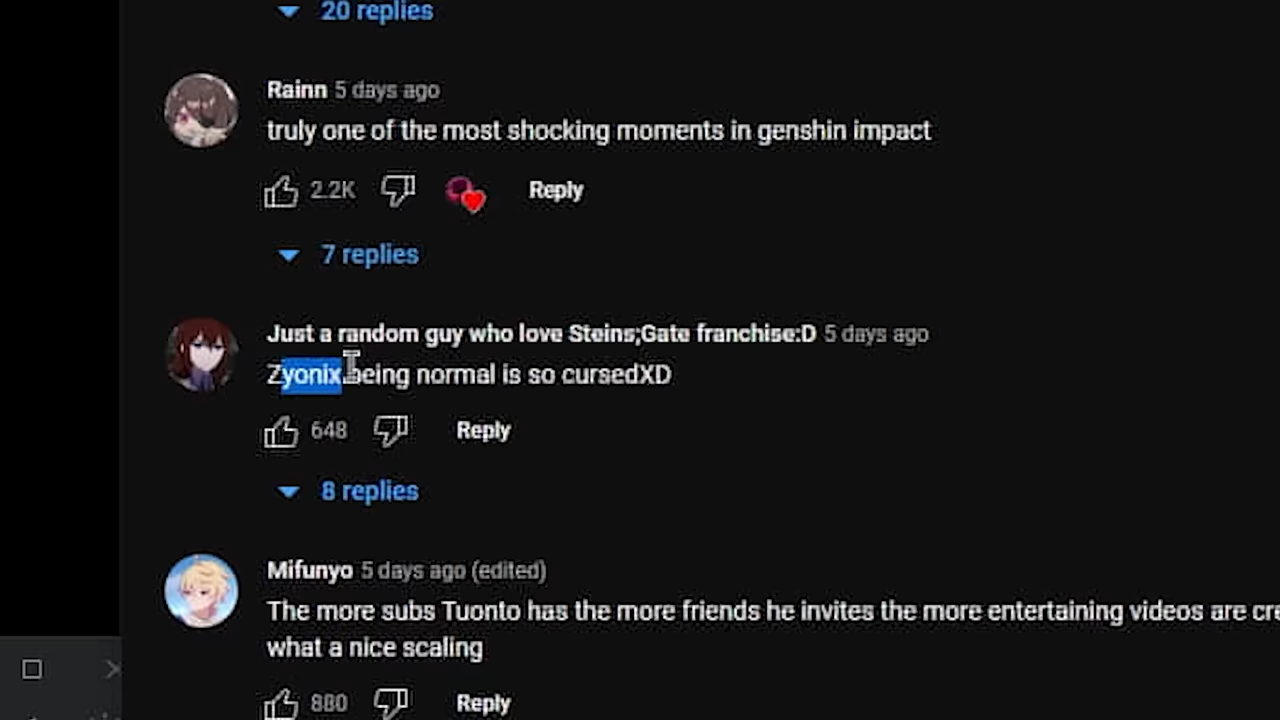 20 replies
Rainn 5 days ago
truly one of the most shocking moments in genshin impact
2.2K Reply
7 replies
Just a random guy who love Steins;Gate franchise:D 5 days ago
Zyonix being normal is so cursedXD
648 Reply
8 replies
Mifunyo 5 days ago (edited)
The more subs Tuonto has the more friends he invites the more entertaining videos are
what a nice scaling
880 Reply